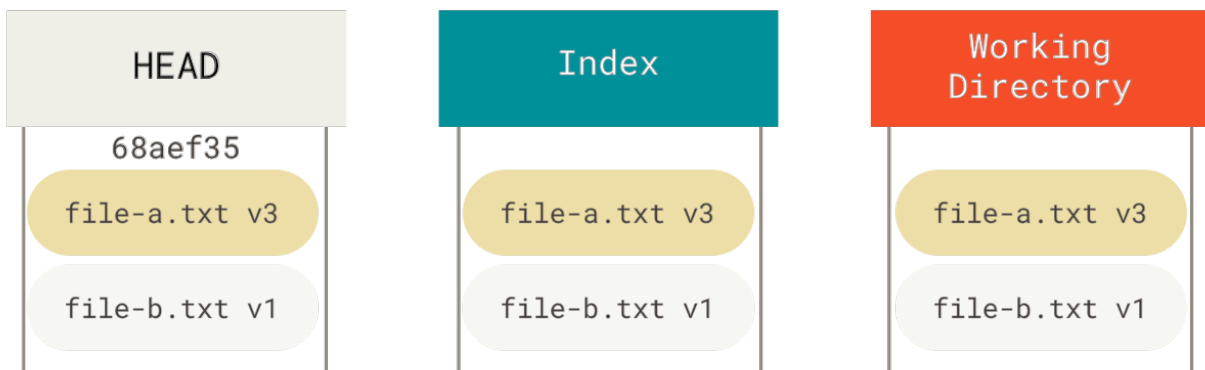 HEAD
Index
Working
Directory
68aef35
file-a.txt v3
file-a.txt v3
file-a.txt v3
file-b.txt v1
file-b.txt v1
file-b.txt v1